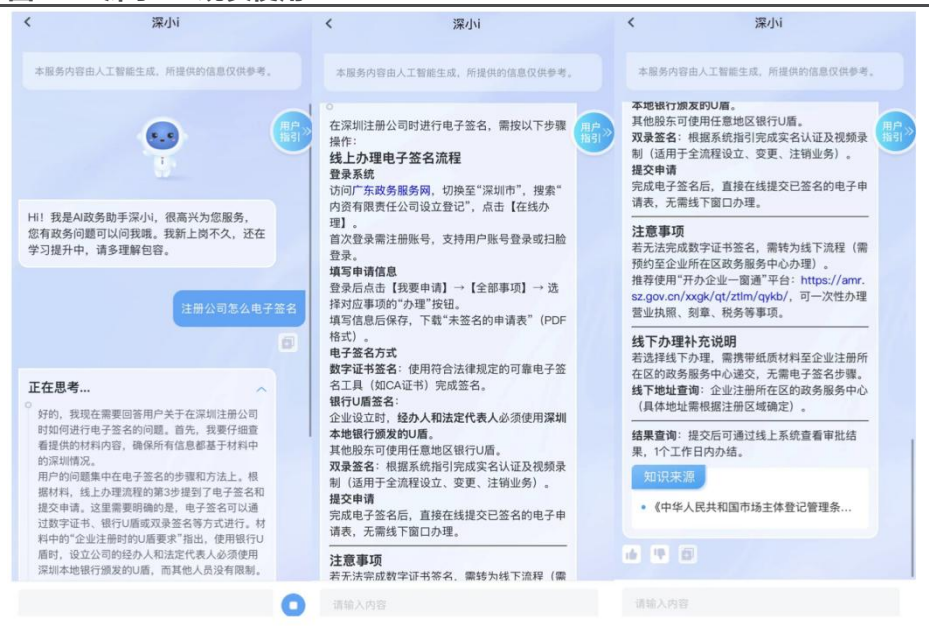 深小i
本服务内容由人工智能生成，所提供的信息仅供参考。
用户
指引
Hi！我是AI政务助手深小i，很高兴为您服务，
您有政务问题可以问我哦。我新上岗不久，还在
学习提升中，请多理解包容。
注册公司怎么电子签名
正在思考...
好的，我现在需要回答用户关于在深圳注册公司
时如何进行电子签名的问题。首先，我要仔细查
看提供的材料内容，确保所有信息都基于材料中
的深圳情况。
用户的问题集中在电子签名的步骤和方法上。根
据材料，线上办理流程的第3步提到了电子签名和
提交申请。这里需要明确的是，电子签名可以通
过数字证书、银行U盾或双录签名等方式进行。材
料中的“企业注册时的U盾要求”指出，使用银行U
盾时，设立公司的经办人和法定代表人必须使用
深圳本地银行颁发的U盾，而其他人员没有限制。
深小i
本服务内容由人工智能生成，所提供的信息仅供参考。
用户
指引
在深圳注册公司时进行电子签名，需按以下步骤
操作：
线上办理电子签名流程
登录系统
访问广东政务服务网，切换至“深圳市”，搜索“
内资有限责任公司设立登记”，点击【在线办
理】。
首次登录需注册账号，支持用户账号登录或扫脸
登录。
填写申请信息
登录后点击【我要申请】→【全部事项】→ 选
择对应事项的“办理”按钮。
填写信息后保存，下载“未签名的申请表”（PDF
格式）。
电子签名方式
数字证书签名：使用符合法律规定的可靠电子签
名工具（如CA证书）完成签名。
银行U盾签名：
企业设立时，经办人和法定代表人必须使用深圳
本地银行颁发的U盾。
其他股东可使用任意地区银行U盾。
双录签名：根据系统指引完成实名认证及视频录
制（适用于全流程设立、变更、注销业务）。
提交申请
完成电子签名后，直接在线提交已签名的电子申
请表，无需线下窗口办理。
注意事项
若无法完成数字证书签名，需转为线下流程（需
请输入内容
深小i
本服务内容由人工智能生成，所提供的信息仅供参考。
用户
指引
本地银行颁发的U盾。
其他股东可使用任意地区银行U盾。
双录签名：根据系统指引完成实名认证及视频录
制（适用于全流程设立、变更、注销业务）。
提交申请
完成电子签名后，直接在线提交已签名的电子申
请表，无需线下窗口办理。
注意事项
若无法完成数字证书签名，需转为线下流程（需
预约至企业所在区政务服务中心办理）。
推荐使用“开办企业一窗通”平台：https://amr.
sz.gov.cn/xxgk/qt/ztlm/qykb/，可一次性办理
营业执照、刻章、税务等事项。
线下办理补充说明
若选择线下办理，需携带纸质材料至企业注册所
在区的政务服务中心递交，无需电子签名步骤。
线下地址查询：企业注册所在区的政务服务中心
（具体地址需根据注册区域确定）。
结果查询：提交后可通过线上系统查看审批结
果，1个工作日内办结。
知识来源
• 《中华人民共和国市场主体登记管理条...
请输入内容